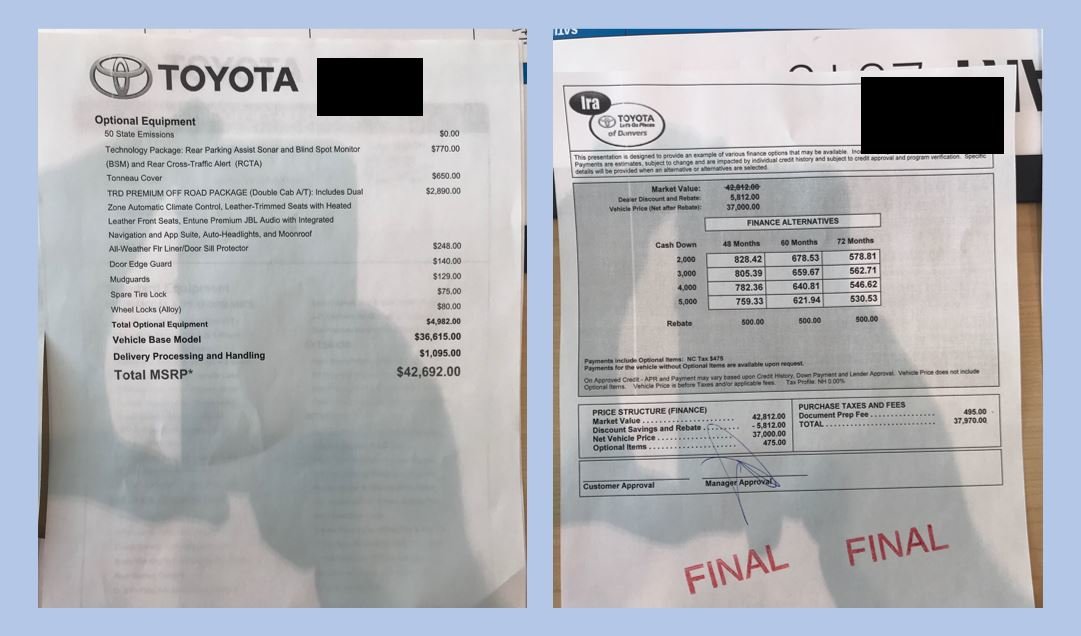 TOYOTA
Optional Equipment
50 State Emissions $0.00
Technology Package: Rear Parking Assist Sonar and Blind Spot Monitor $770.00
(BSM) and Rear Cross-Traffic Alert (RCTA)
Tonneau Cover $650.00
TRD PREMIUM OFF ROAD PACKAGE (Double Cab A/T): Includes Dual $2,890.00
Zone Automatic Climate Control, Leather-Trimmed Seats with Heated
Leather Front Seats, Entune Premium JBL Audio with Integrated
Navigation and App Suite, Auto-Headlights, and Moonroof
All-Weather Flr Liner/Door Sill Protector $248.00
Door Edge Guard $140.00
Mudguards $129.00
Spare Tire Lock $75.00
Wheel Locks (Alloy) $80.00
Total Optional Equipment $4,982.00
Vehicle Base Model $36,615.00
Delivery Processing and Handling $1,095.00
Total MSRP* $42,692.00
Ira
TOYOTA
Let's Go Places
of Danvers
This presentation is designed to provide an example of various finance options that may be available.
Payments are estimates, subject to change and are impacted by individual credit history and subject to credit approval and program verification. Specific
details will be provided when an alternative or alternatives are selected.
Market Value: 42,812.00
Dealer Discount and Rebate: 5,812.00
Vehicle Price (Net after Rebate): 37,000.00
FINANCE ALTERNATIVES
Cash Down 48 Months 60 Months 72 Months
2,000 828.42 678.53 578.81
3,000 805.39 659.67 562.71
4,000 782.36 640.81 546.62
5,000 759.33 621.94 530.53
Rebate 500.00 500.00 500.00
Payments include Optional Items: NC Tax $475
Payments for the vehicle without Optional Items are available upon request.
On Approved Credit - APR and Payment may vary based upon Credit History, Down Payment and Lender Approval. Vehicle Price does not include
Optional Items. Vehicle Price is before Taxes and/or applicable fees. Tax Profile: NH 0.00%
PRICE STRUCTURE (FINANCE)
Market Value 42,812.00
Discount Savings and Rebate - 5,812.00
Net Vehicle Price 37,000.00
Optional Items 475.00
PURCHASE TAXES AND FEES
Document Prep Fee 495.00
TOTAL 37,970.00
Customer Approval Manager Approval
FINAL FINAL